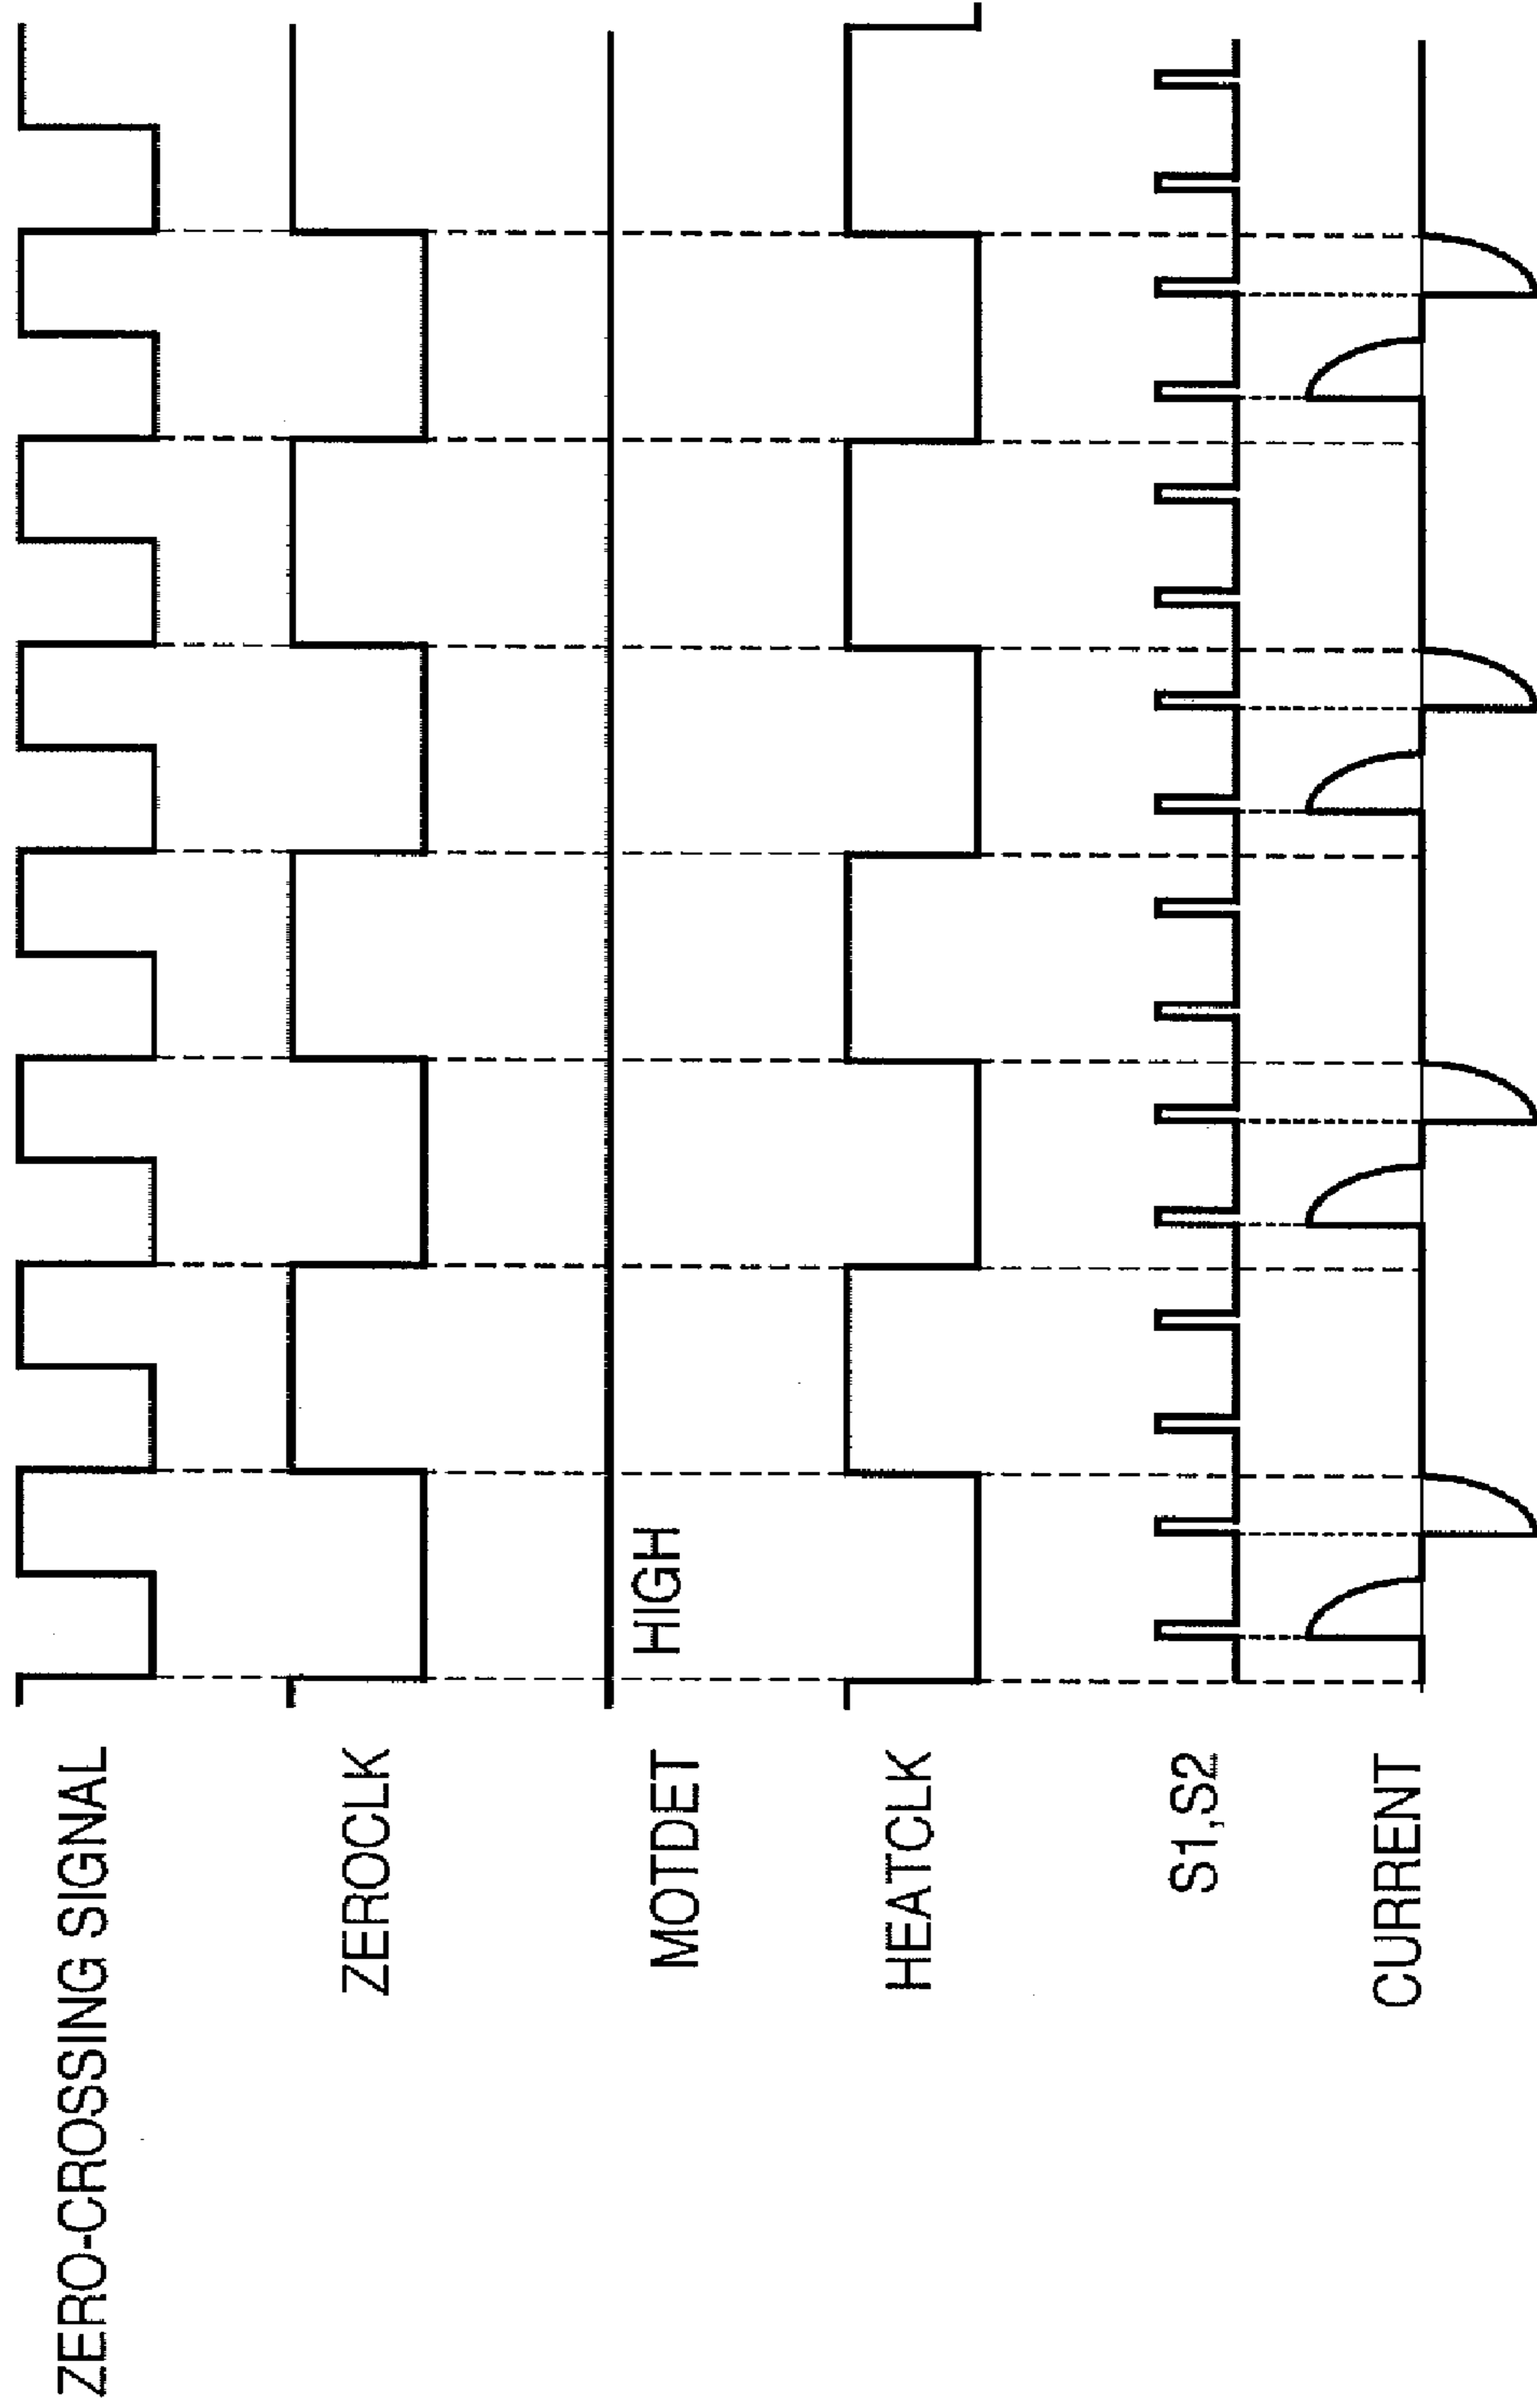 ZERO-CROSSING SIGNAL
ZEROCLK
MOTDET
HIGH
HEATCLK
S1,S2
CURRENT